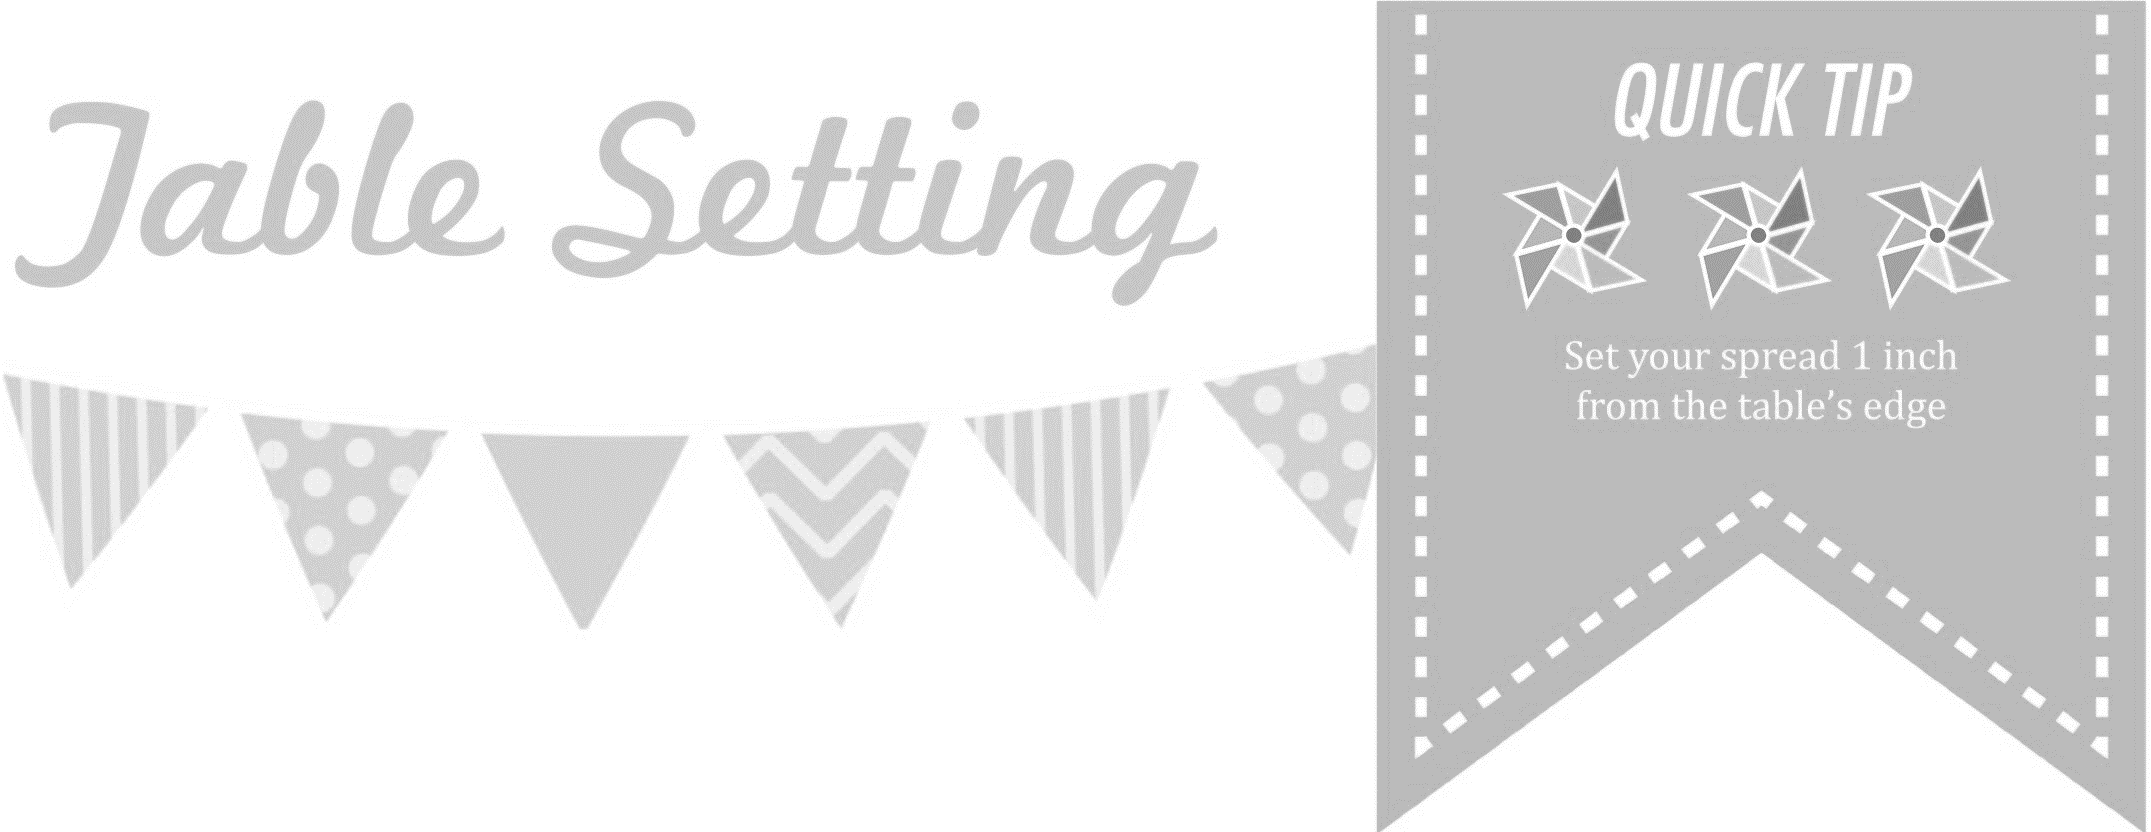 Table Setting
QUICK TIP
Set your spread 1 inch
from the table’s edge